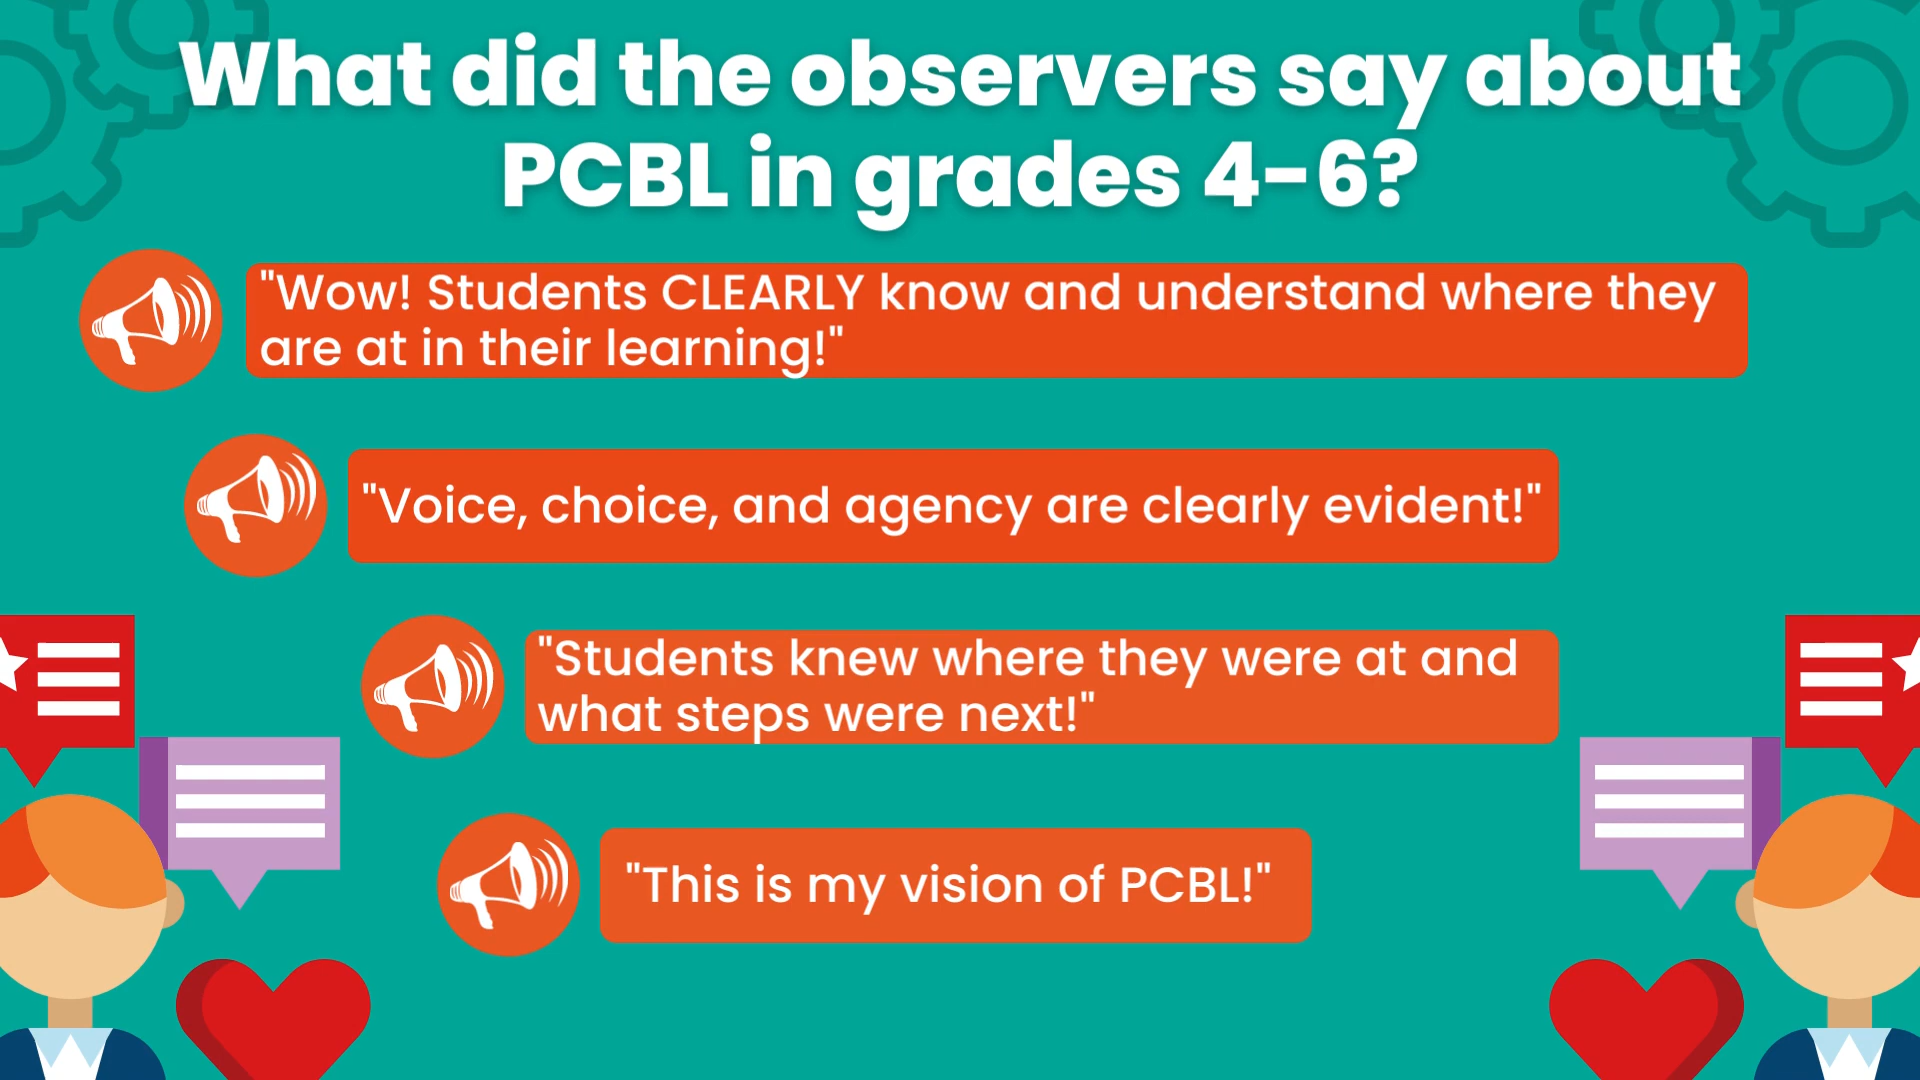 What did the observers say about
PCBL in grades 4-6?
"Wow! Students CLEARLY know and understand where they
are at in their learning!"
"Voice, choice, and agency are clearly evident!"
"Students knew where they were at and
what steps were next!"
"This is my vision of PCBL!"